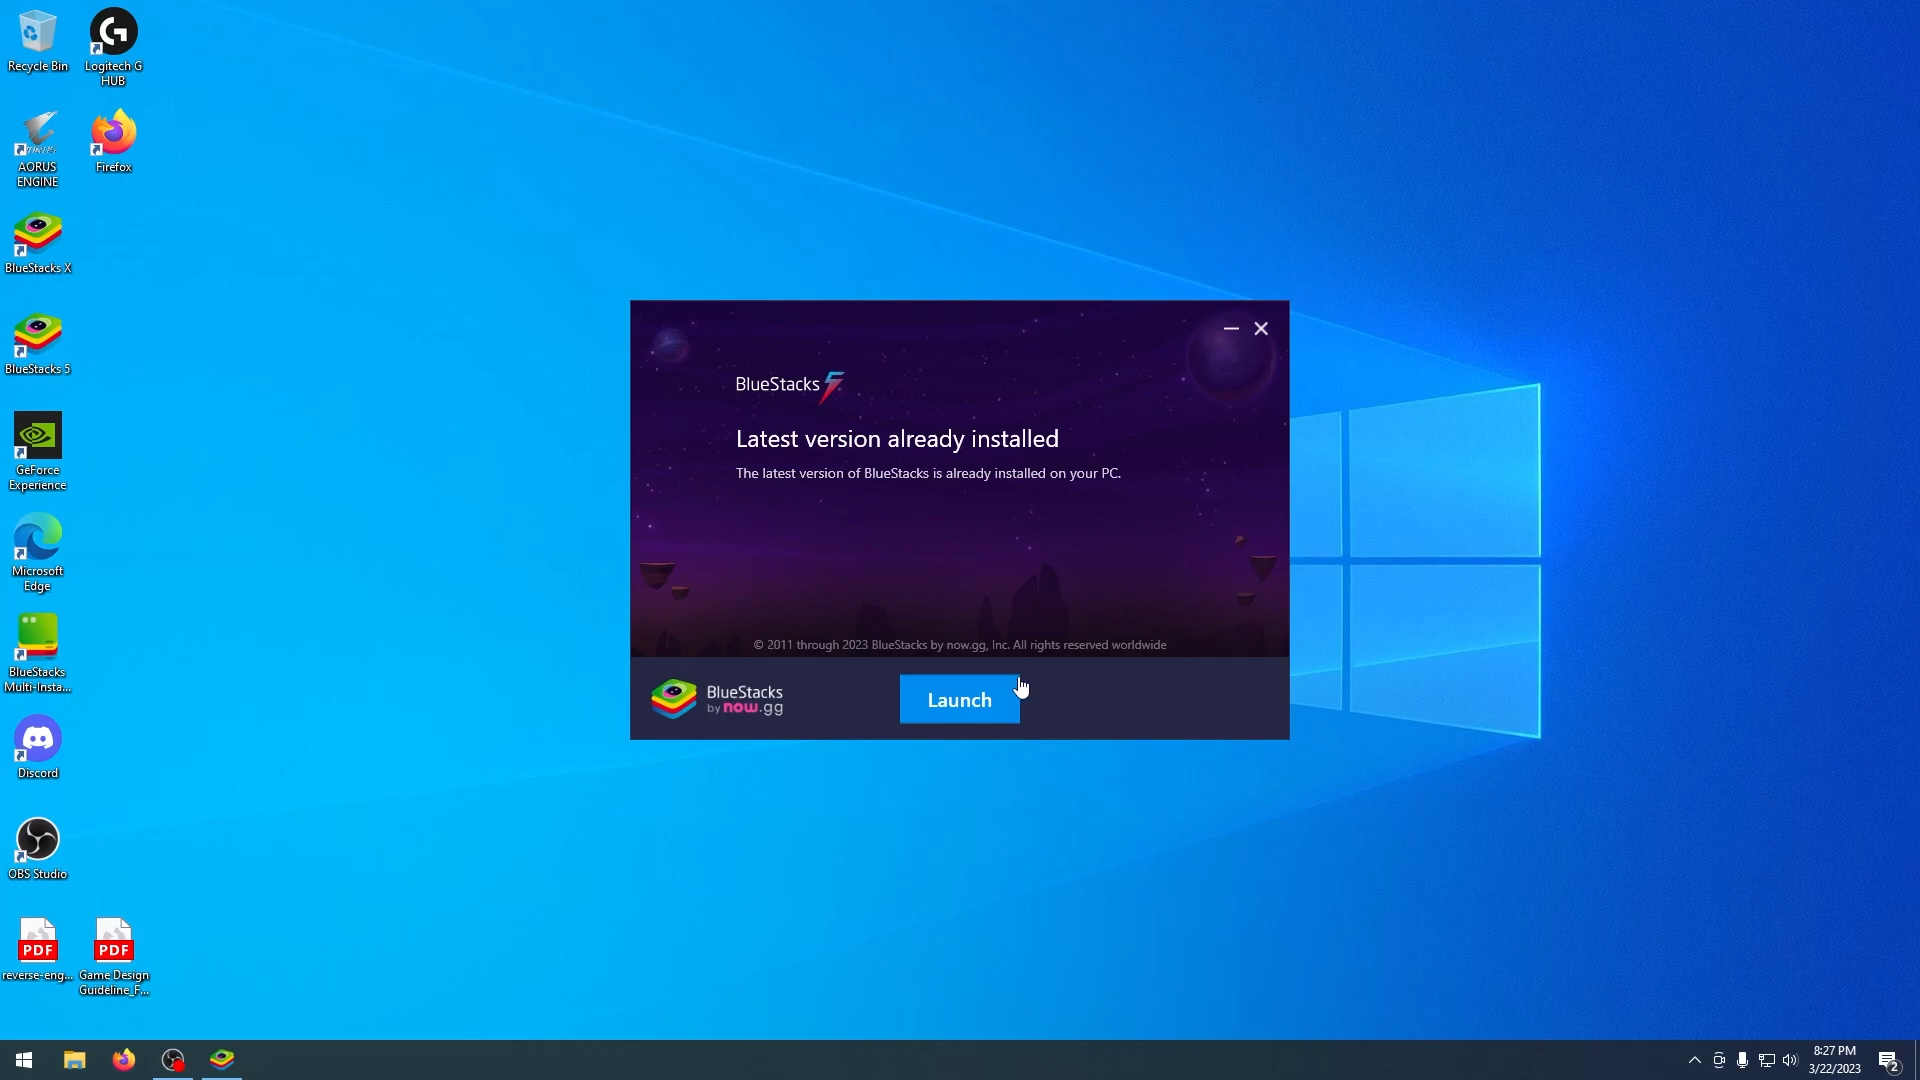 Recycle Bin
Logitech G
HUB
AORUS
ENGINE
Firefox
BlueStacks X
BlueStacks 5
GeForce
Experience
Microsoft
Edge
BlueStacks
Multi-Insta...
Discord
OBS Studio
PDF
reverse-eng...
PDF
Game Design
Guideline_F...
BlueStacks 5
Latest version already installed
The latest version of BlueStacks is already installed on your PC.
© 2011 through 2023 BlueStacks by now.gg, Inc. All rights reserved worldwide
BlueStacks
by now.gg
Launch
8:27 PM
3/22/2023
2